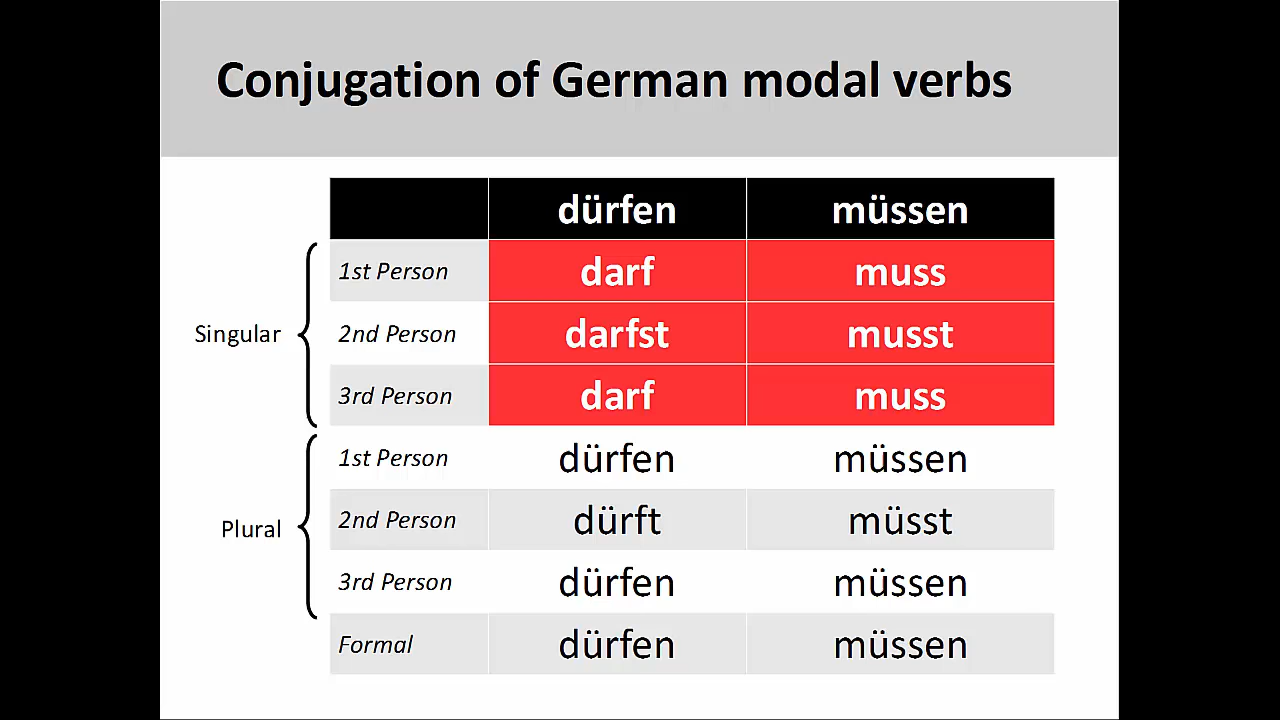 Conjugation of German modal verbs
dürfen müssen
1st Person darf muss
Singular 2nd Person darfst musst
3rd Person darf muss
1st Person dürfen müssen
Plural 2nd Person dürft müsst
3rd Person dürfen müssen
Formal dürfen müssen